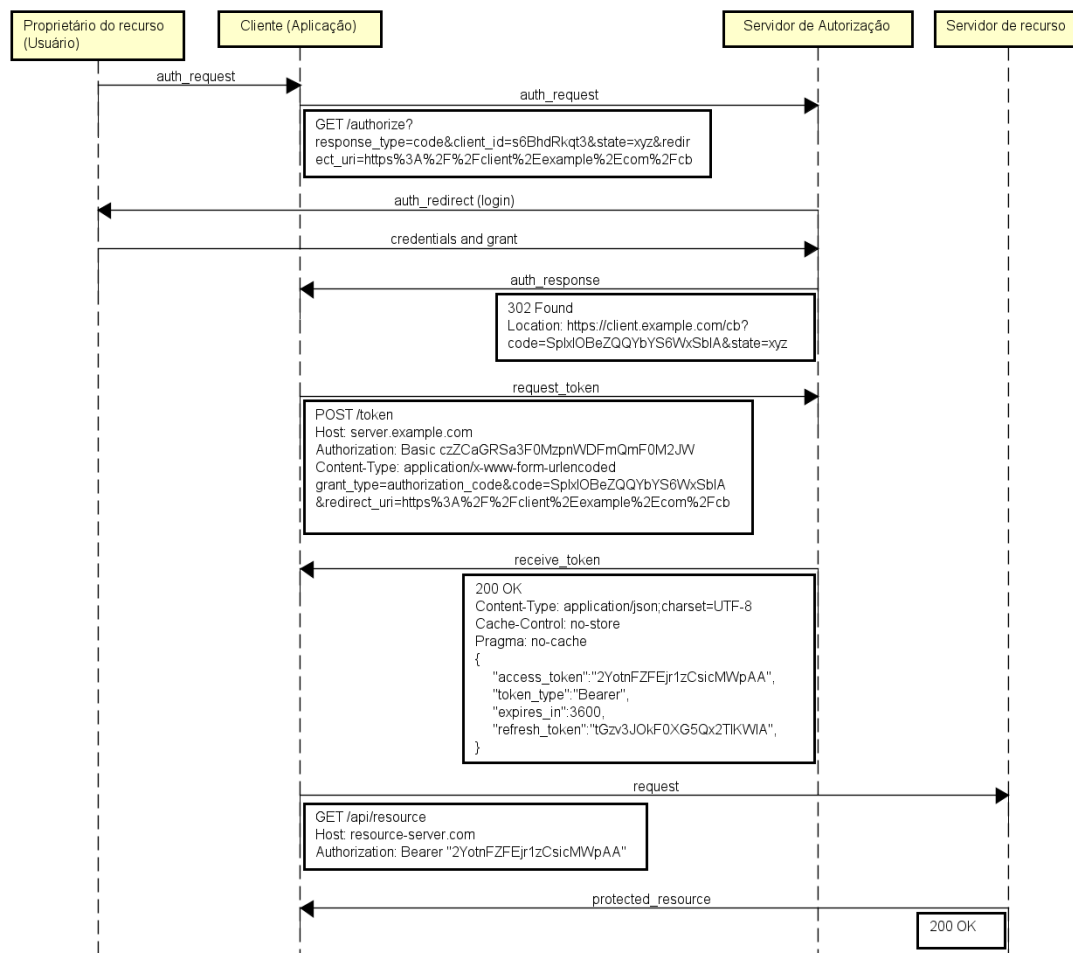 Proprietário do recurso
(Usuário)
Cliente (Aplicação)
Servidor de Autorização
Servidor de recurso
auth_request
auth_request
GET /authorize?
response_type=code&client_id=s6BhdRkqt3&state=xyz&redir
ect_uri=https%3A%2F%2Fclient%2Eexample%2Ecom%2Fcb
auth_redirect (login)
credentials and grant
auth_response
302 Found
Location: https://client.example.com/cb?
code=SplxlOBeZQQYbYS6WxSbIA&state=xyz
request_token
POST /token
Host: server.example.com
Authorization: Basic czZCaGRSa3F0MzpnWDFmQmF0M2JW
Content-Type: application/x-www-form-urlencoded
grant_type=authorization_code&code=SplxlOBeZQQYbYS6WxSbIA
&redirect_uri=https%3A%2F%2Fclient%2Eexample%2Ecom%2Fcb
receive_token
200 OK
Content-Type: application/json;charset=UTF-8
Cache-Control: no-store
Pragma: no-cache
{
"access_token":"2YotnFZFEjr1zCsicMWpAA",
"token_type":"Bearer",
"expires_in":3600,
"refresh_token":"tGzv3JOkF0XG5Qx2TlKWIA",
}
request
GET /api/resource
Host: resource-server.com
Authorization: Bearer "2YotnFZFEjr1zCsicMWpAA"
protected_resource
200 OK